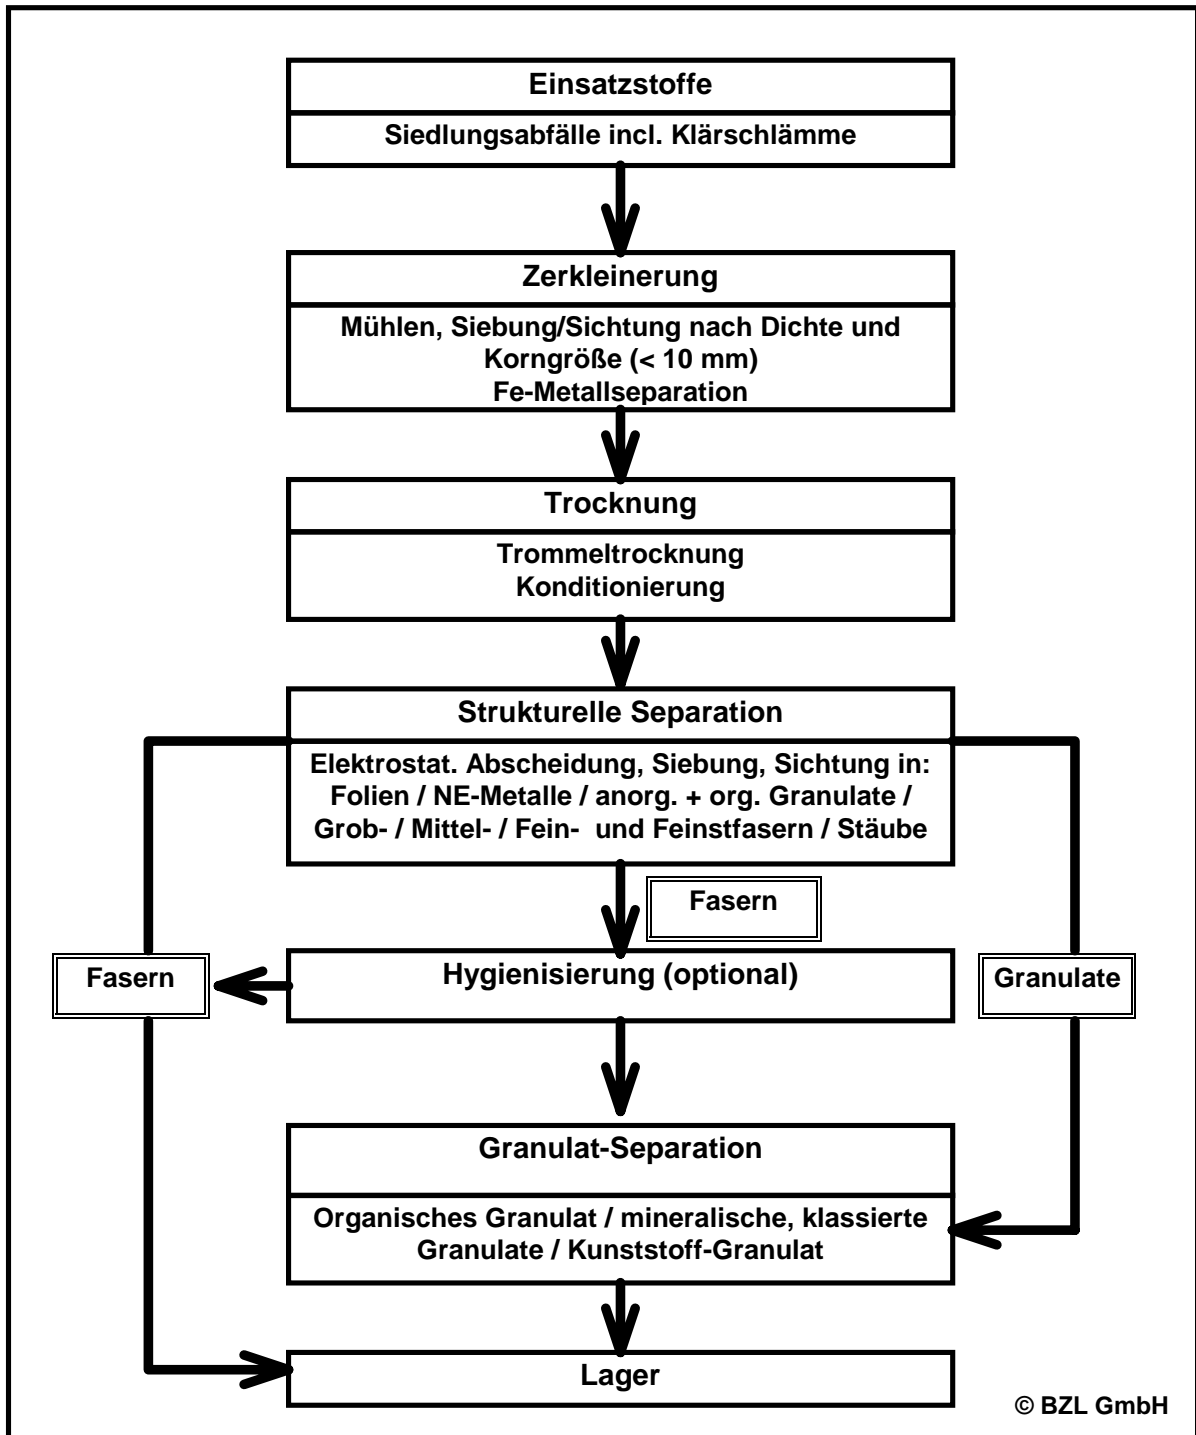 Einsatzstoffe
Siedlungsabfälle incl. Klärschlämme
Zerkleinerung
Mühlen, Siebung/Sichtung nach Dichte und
Korngröße (< 10 mm)
Fe-Metallseparation
Trocknung
Trommeltrocknung
Konditionierung
Strukturelle Separation
Elektrostat. Abscheidung, Siebung, Sichtung in:
Folien / NE-Metalle / anorg. + org. Granulate /
Grob- / Mittel- / Fein- und Feinstfasern / Stäube
Fasern
Fasern
Hygienisierung (optional)
Granulate
Granulat-Separation
Organisches Granulat / mineralische, klassierte
Granulate / Kunststoff-Granulat
Lager
© BZL GmbH